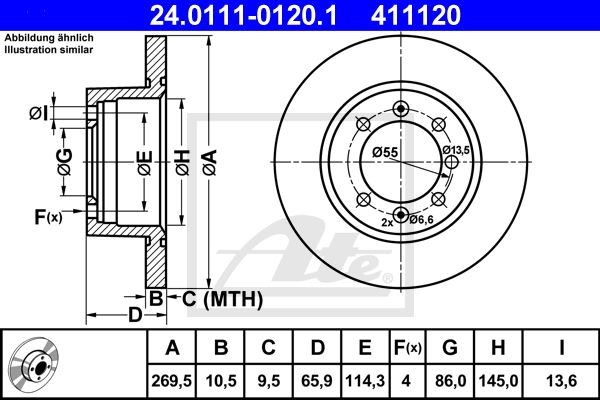 24.0111-0120.1 411120
Abbildung ähnlich
Illustration similar
ØI
ØG
ØE
ØH
ØA
F(x)
B
C (MTH)
D
Ø55
Ø13,5
2x
Ø6,6
Ate
A B C D E F(x) G H I
269,5 10,5 9,5 65,9 114,3 4 86,0 145,0 13,6